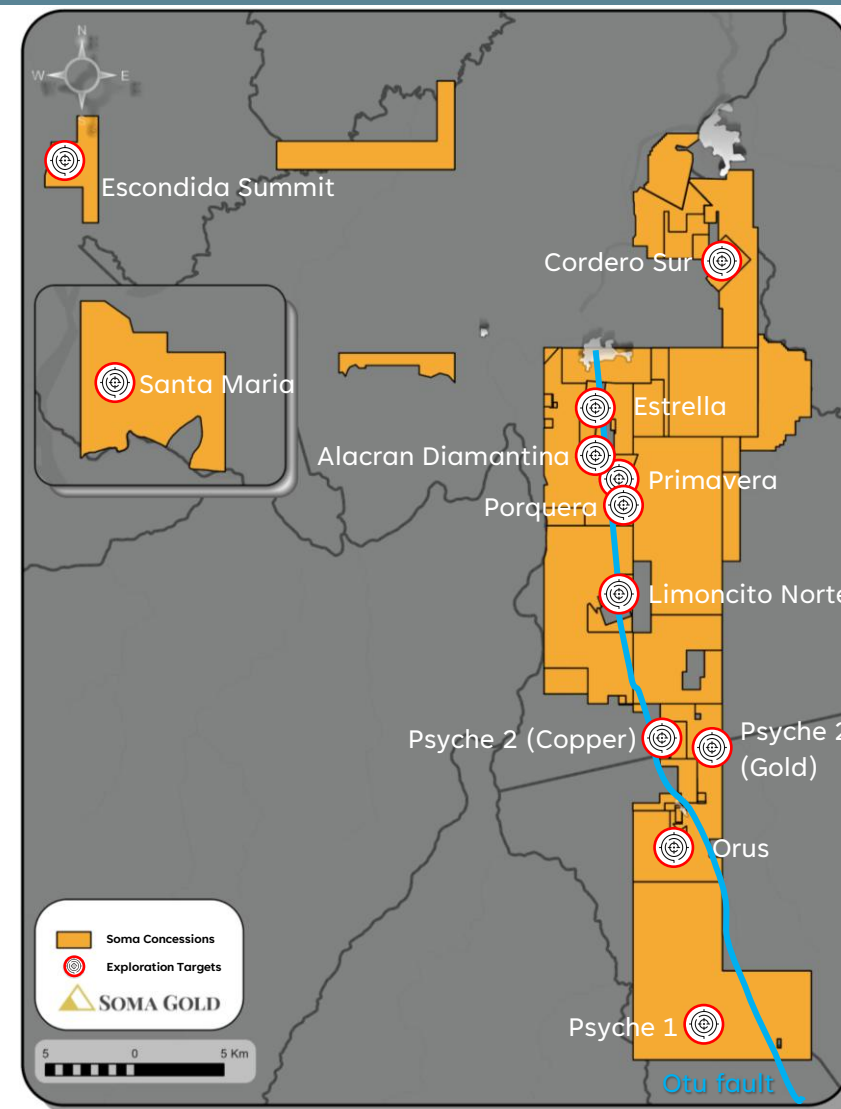 N
W E
S
Escondida Summit
Cordero Sur
Santa Maria
Estrella
Alacran Diamantina
Primavera
Porquera
Limoncito Norte
Psyche 2 (Copper)
Psyche 2
(Gold)
Orus
Soma Concessions
Exploration Targets
SOMA GOLD
Psyche 1
5 0 5 Km
Otu fault